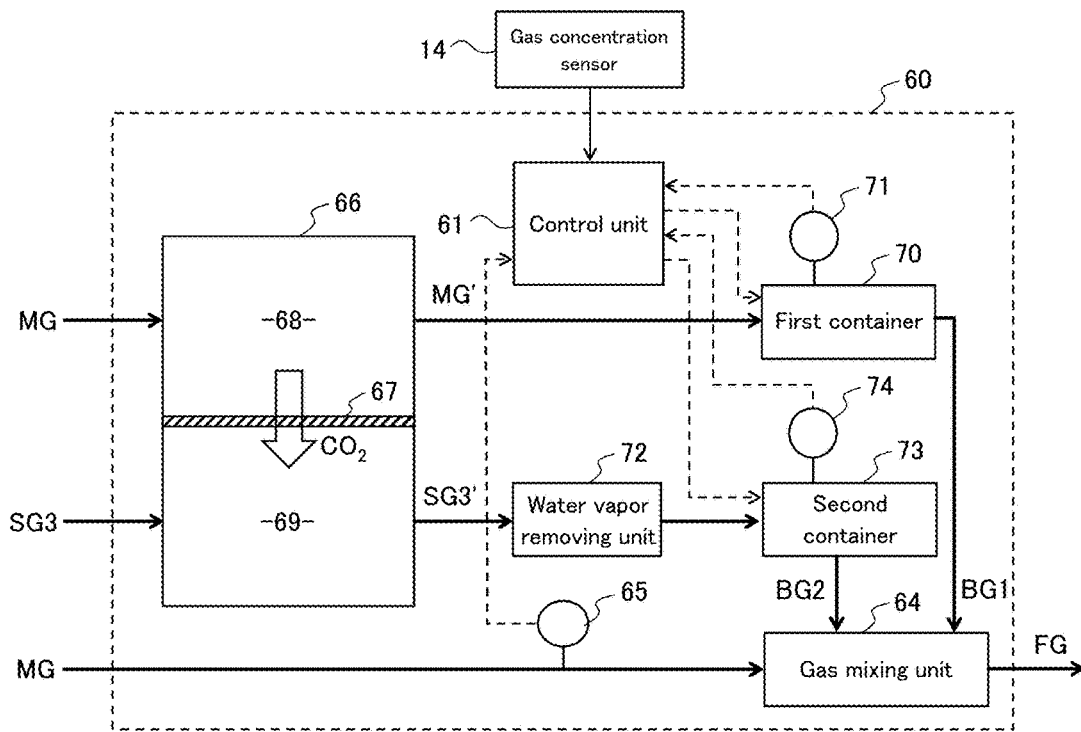 Gas concentration
sensor
14
60
66
61
Control unit
71
70
MG
-68-
MG'
First container
67
CO2
74
72
73
SG3
-69-
SG3'
Water vapor
removing unit
Second
container
65
BG2
64
BG1
MG
Gas mixing unit
FG